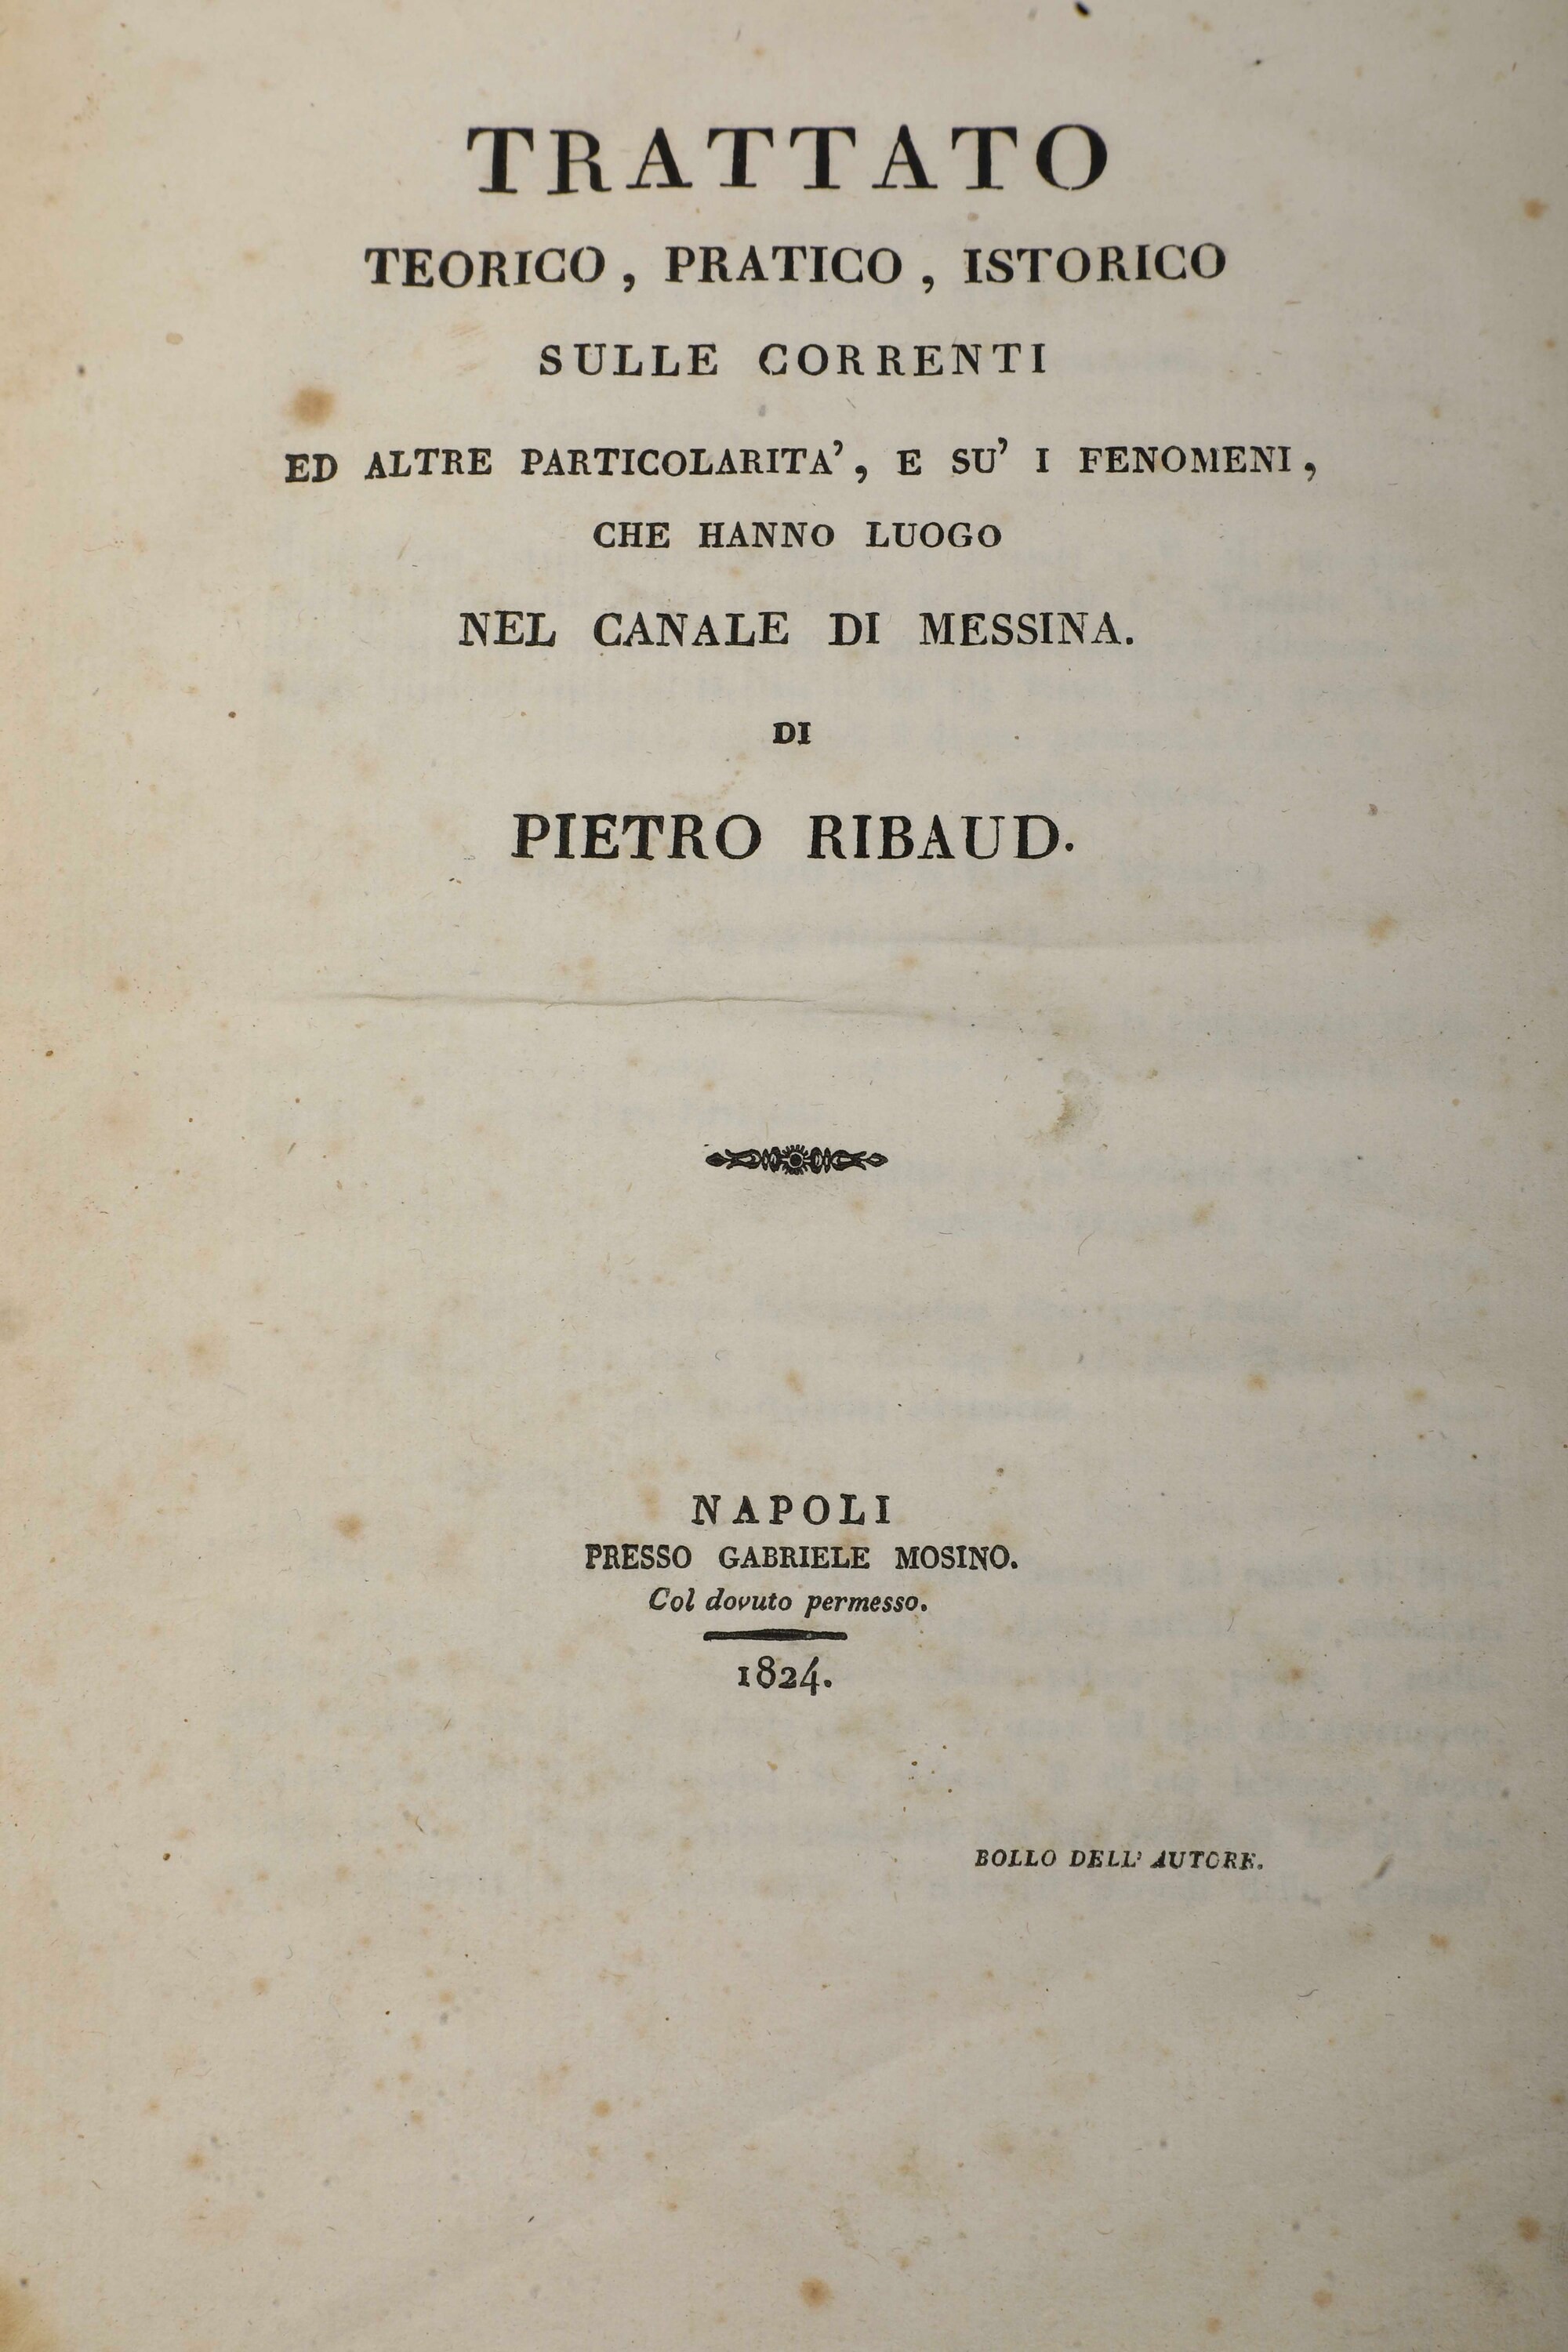 TRATTATO
TEORICO, PRATICO, ISTORICO
SULLE CORRENTI
ED ALTRE PARTICOLARITA', E SU' I FENOMENI,
CHE HANNO LUOGO
NEL CANALE DI MESSINA.
DI
PIETRO RIBAUD.
NAPOLI
PRESSO GABRIELE MOSINO.
Col dovuto permesso.
1824.
BOLLO DELL' AUTORE.